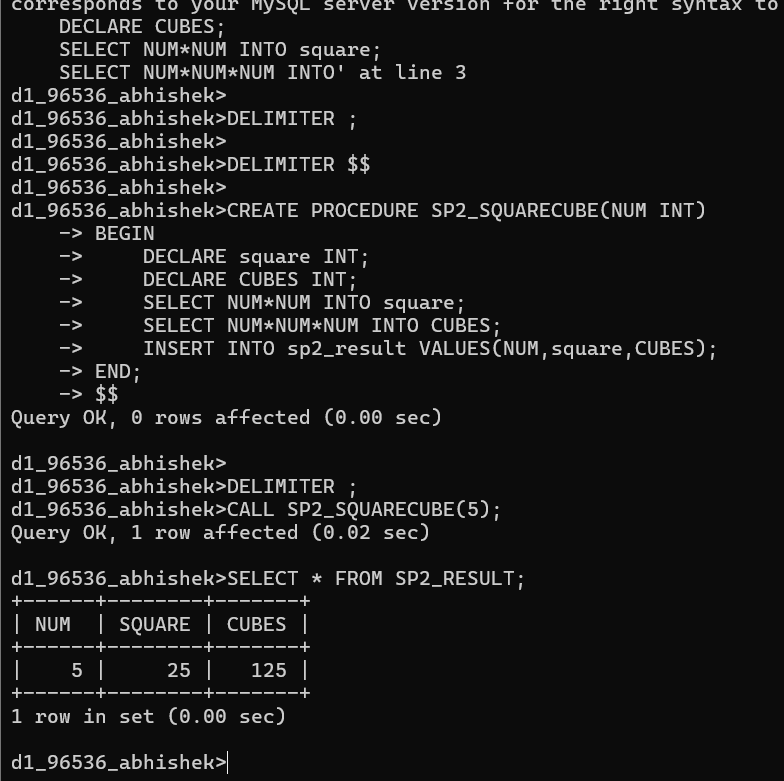 corresponds to your MySQL server version for the right syntax to
    DECLARE CUBES;
    SELECT NUM*NUM INTO square;
    SELECT NUM*NUM*NUM INTO' at line 3
d1_96536_abhishek>
d1_96536_abhishek>DELIMITER ;
d1_96536_abhishek>
d1_96536_abhishek>DELIMITER $$
d1_96536_abhishek>
d1_96536_abhishek>CREATE PROCEDURE SP2_SQUARECUBE(NUM INT)
    -> BEGIN
    ->     DECLARE square INT;
    ->     DECLARE CUBES INT;
    ->     SELECT NUM*NUM INTO square;
    ->     SELECT NUM*NUM*NUM INTO CUBES;
    ->     INSERT INTO sp2_result VALUES(NUM,square,CUBES);
    -> END;
    -> $$
Query OK, 0 rows affected (0.00 sec)

d1_96536_abhishek>
d1_96536_abhishek>DELIMITER ;
d1_96536_abhishek>CALL SP2_SQUARECUBE(5);
Query OK, 1 row affected (0.02 sec)

d1_96536_abhishek>SELECT * FROM SP2_RESULT;
+------+--------+-------+
| NUM  | SQUARE | CUBES |
+------+--------+-------+
|    5 |     25 |   125 |
+------+--------+-------+
1 row in set (0.00 sec)

d1_96536_abhishek>